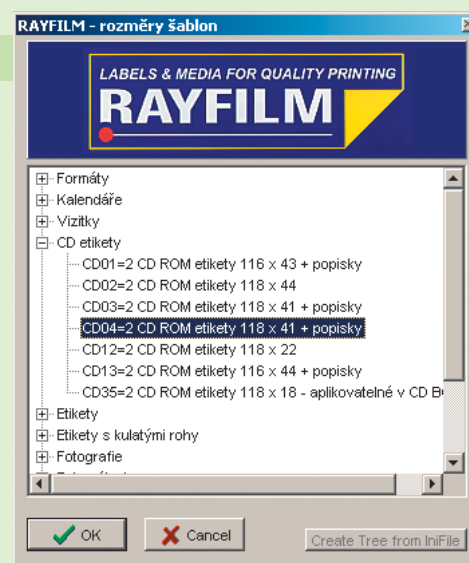 RAYFILM - rozměry šablon
LABELS & MEDIA FOR QUALITY PRINTING
RAYFILM
Formáty
Kalendáře
Vizitky
CD etikety
CD01=2 CD ROM etikety 116 x 43 + popisky
CD02=2 CD ROM etikety 118 x 44
CD03=2 CD ROM etikety 118 x 41 + popisky
CD04=2 CD ROM etikety 118 x 41 + popisky
CD12=2 CD ROM etikety 118 x 22
CD13=2 CD ROM etikety 116 x 44 + popisky
CD35=2 CD ROM etikety 118 x 18 - aplikovatelné v CD
Etikety
Etikety s kulatými rohy
Fotografie
OK
Cancel
Create Tree from IniFile